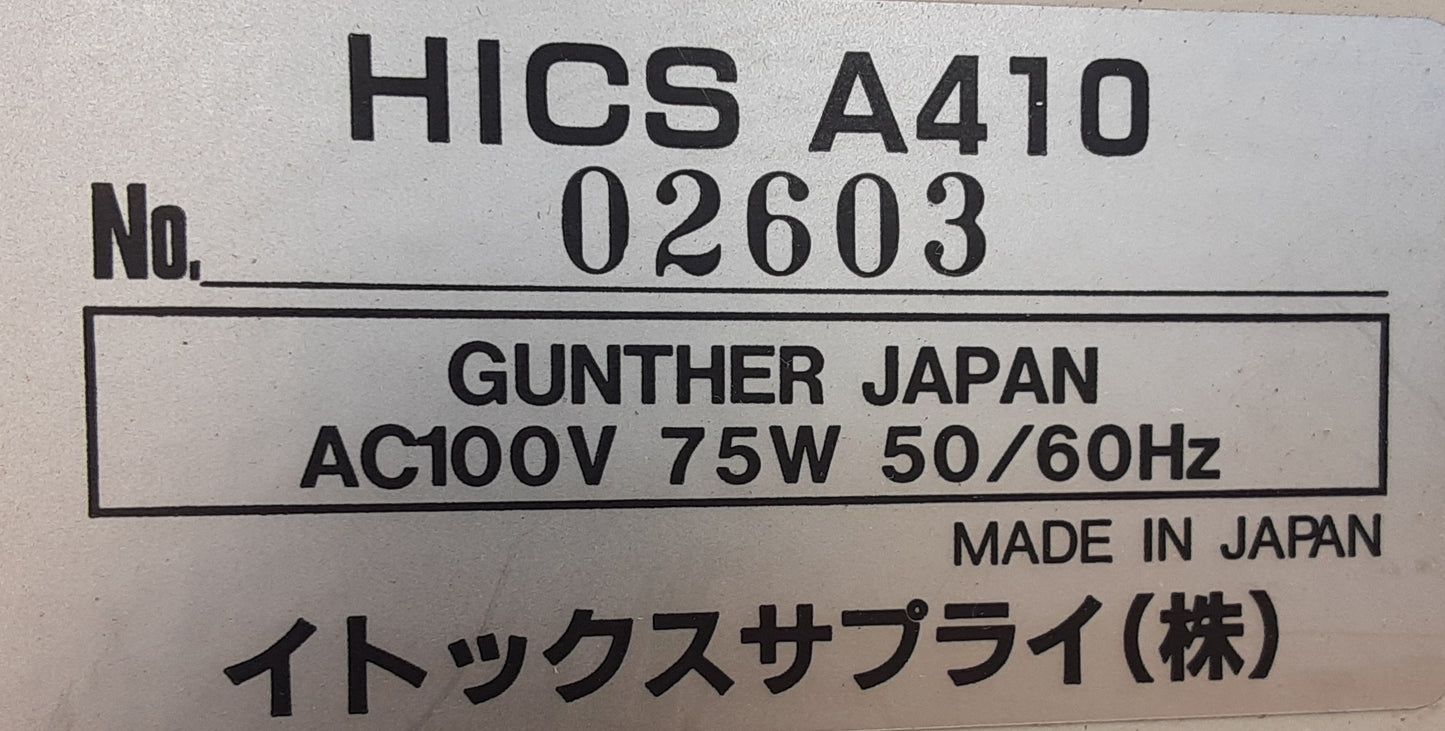 HICS A410
No. 02603
GUNTHER JAPAN
AC100V 75W 50/60Hz
MADE IN JAPAN
イトックスサプライ(株)